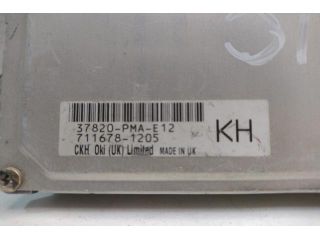 37820-PMA-E12
711678-1205
CKH Oki (UK) Limited MADE IN UK
KH